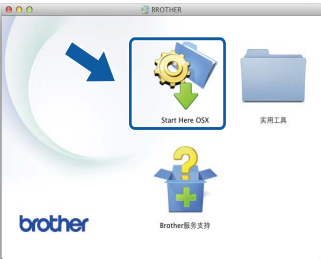 BROTHER
Start Here OSX
实用工具
Brother服务支持
brother